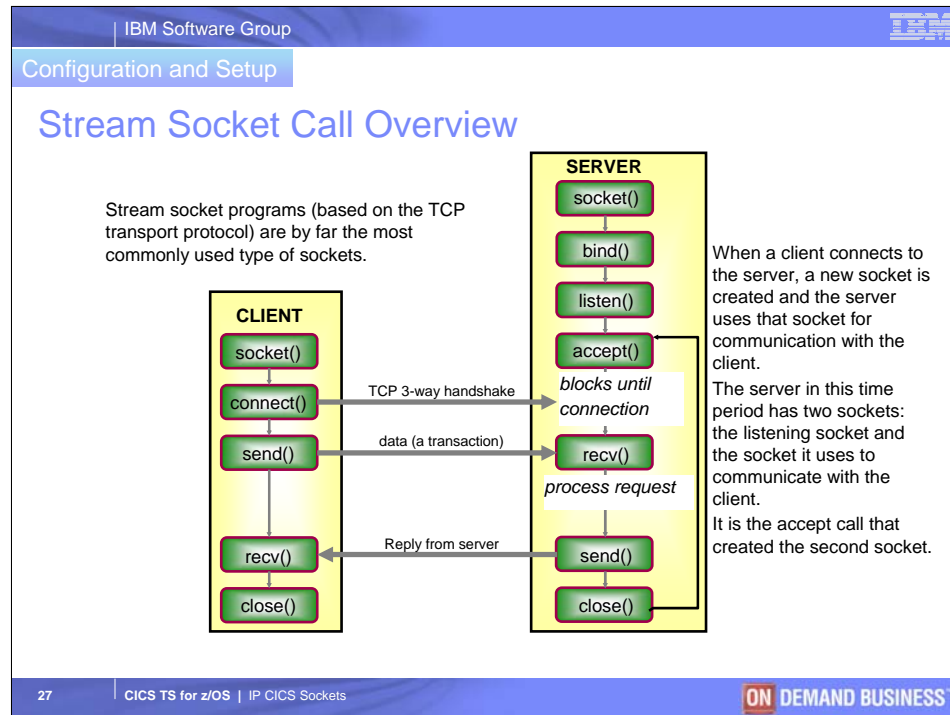 IBM Software Group
IBM
Configuration and Setup
Stream Socket Call Overview
Stream socket programs (based on the TCP
transport protocol) are by far the most
commonly used type of sockets.
CLIENT
socket()
connect()
send()
recv()
close()
TCP 3-way handshake
data (a transaction)
Reply from server
SERVER
socket()
bind()
listen()
accept()
blocks until
connection
recv()
process request
send()
close()
When a client connects to
the server, a new socket is
created and the server
uses that socket for
communication with the
client.
The server in this time
period has two sockets:
the listening socket and
the socket it uses to
communicate with the
client.
It is the accept call that
created the second socket.
27
CICS TS for z/OS | IP CICS Sockets
ON DEMAND BUSINESS